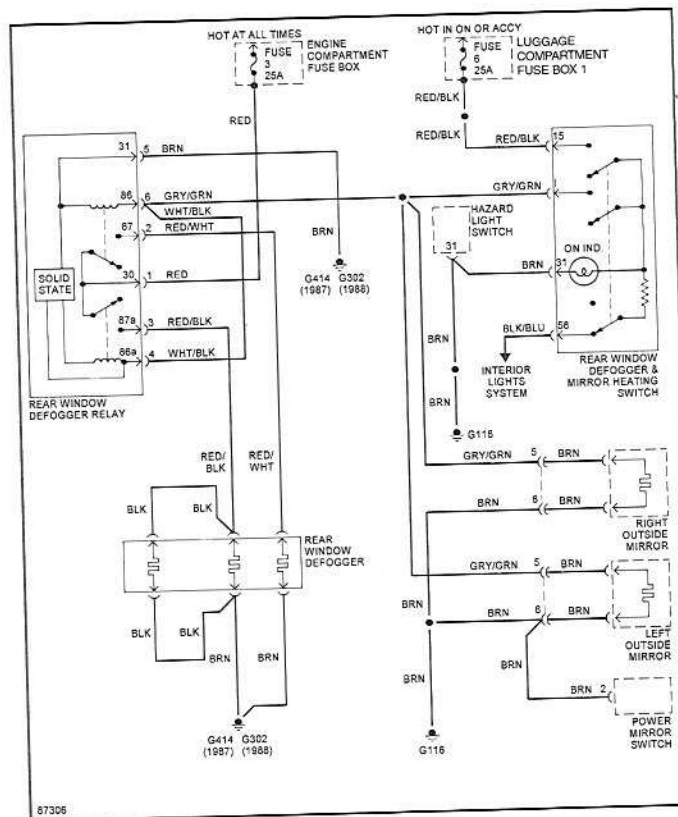 HOT AT ALL TIMES
FUSE
3
25A
ENGINE
COMPARTMENT
FUSE BOX
HOT IN ON OR ACCY
FUSE
6
25A
LUGGAGE
COMPARTMENT
FUSE BOX 1
RED/BLK
RED
RED/BLK
RED/BLK
15
31
5
BRN
86
6
GRY/GRN
GRY/GRN
1
WHT/BLK
67
2
RED/WHT
HAZARD
LIGHT
SWITCH
31
BRN
ON IND.
BRN
31
SOLID
STATE
30
1
RED
G414
(1987)
G302
(1988)
87a
3
RED/BLK
BRN
BLK/BLU
56
86a
4
WHT/BLK
INTERIOR
LIGHTS
SYSTEM
REAR WINDOW
DEFOGGER &
MIRROR HEATING
SWITCH
REAR WINDOW
DEFOGGER RELAY
BRN
G116
RED/
BLK
RED/
WHT
GRY/GRN
5
BRN
BLK
BLK
BRN
6
BRN
RIGHT
OUTSIDE
MIRROR
REAR
WINDOW
DEFOGGER
GRY/GRN
5
BRN
BRN
BRN
6
BRN
LEFT
OUTSIDE
MIRROR
BLK
BLK
BRN
BRN
BRN
BRN
BRN
2
POWER
MIRROR
SWITCH
G414
(1987)
G302
(1988)
G116
67306